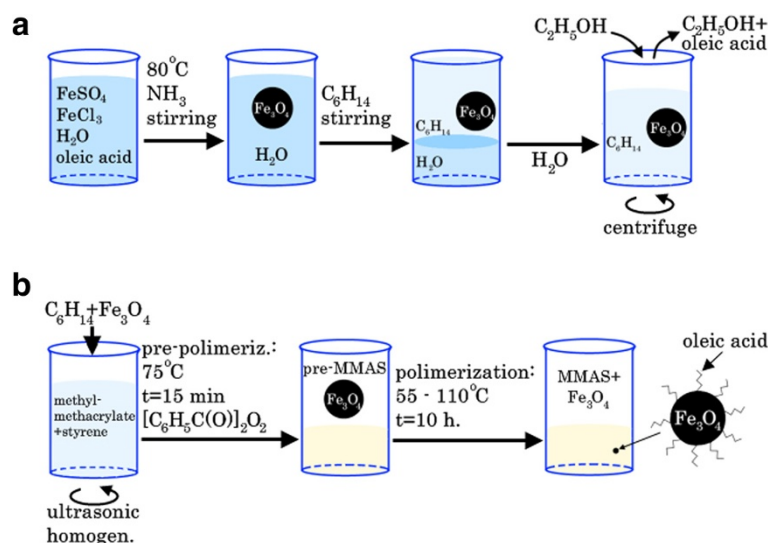 a
FeSO₄
FeCl₃
H₂O
oleic acid
80°C
NH₃
stirring
Fe₃O₄
H₂O
C₆H₁₄
stirring
Fe₃O₄
C₆H₁₄
H₂O
H₂O
C₂H₅OH
C₂H₅OH+
oleic acid
Fe₃O₄
C₆H₁₄
centrifuge
b
C₆H₁₄+Fe₃O₄
methyl-
methacrylate
+styrene
ultrasonic
homogen.
pre-polimeriz.:
75°C
t=15 min
[C₆H₅C(O)]₂O₂
pre-MMAS
Fe₃O₄
polimerization:
55 - 110°C
t=10 h.
MMAS+
Fe₃O₄
oleic acid
Fe₃O₄